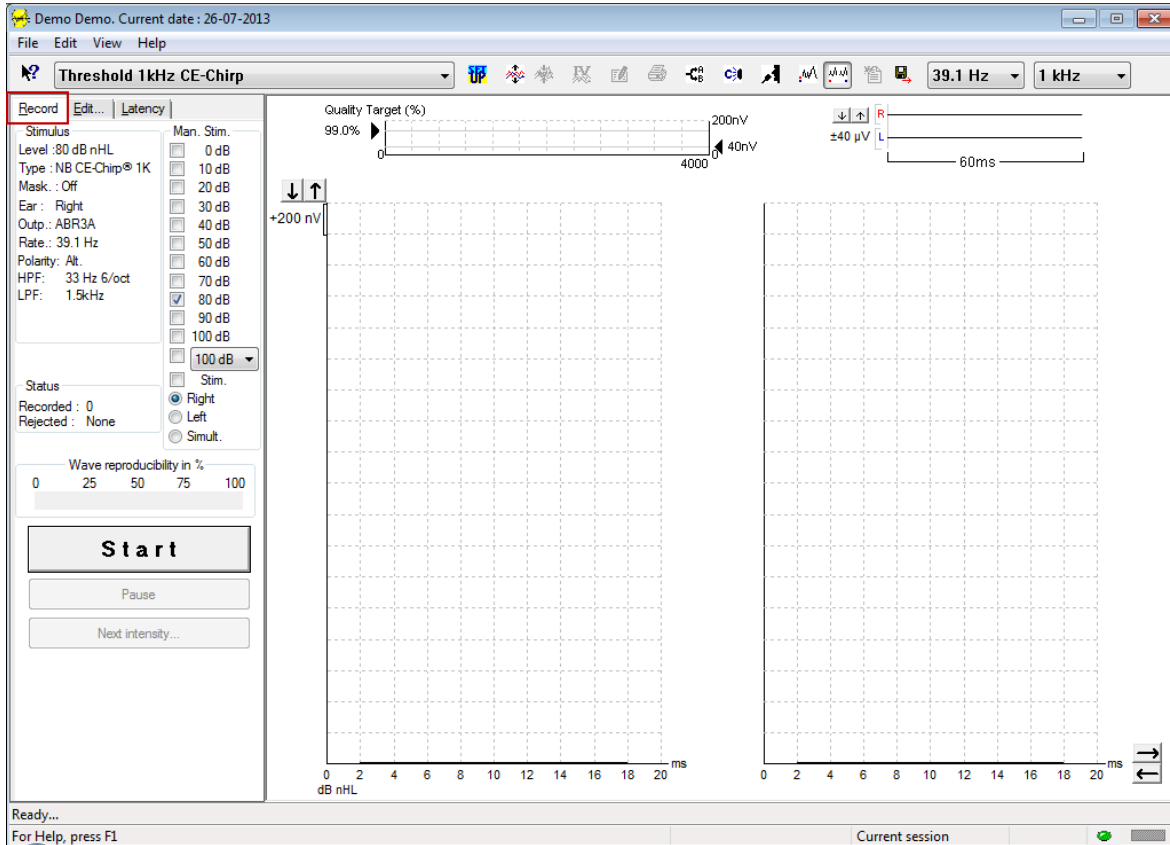 Demo Demo. Current date : 26-07-2013
File Edit View Help
Threshold 1kHz CE-Chirp
39.1 Hz
1 kHz
Record Edit... Latency
Stimulus
Level :80 dB nHL
Type : NB CE-Chirp® 1K
Mask. : Off
Ear : Right
Outp.: ABR3A
Rate.: 39.1 Hz
Polarity: Alt.
HPF: 33 Hz 6/oct
LPF: 1.5kHz
Man. Stim.
0 dB
10 dB
20 dB
30 dB
40 dB
50 dB
60 dB
70 dB
80 dB
90 dB
100 dB
100 dB
Stim.
Right
Left
Simult.
Status
Recorded : 0
Rejected : None
Wave reproducibility in %
0 25 50 75 100
Start
Pause
Next intensity...
Quality Target (%)
99.0%
0
4000
200nV
40nV
0
R
±40 µV L
60ms
+200 nV
0 2 4 6 8 10 12 14 16 18 20 ms
dB nHL
0 2 4 6 8 10 12 14 16 18 20 ms
Ready...
For Help, press F1
Current session